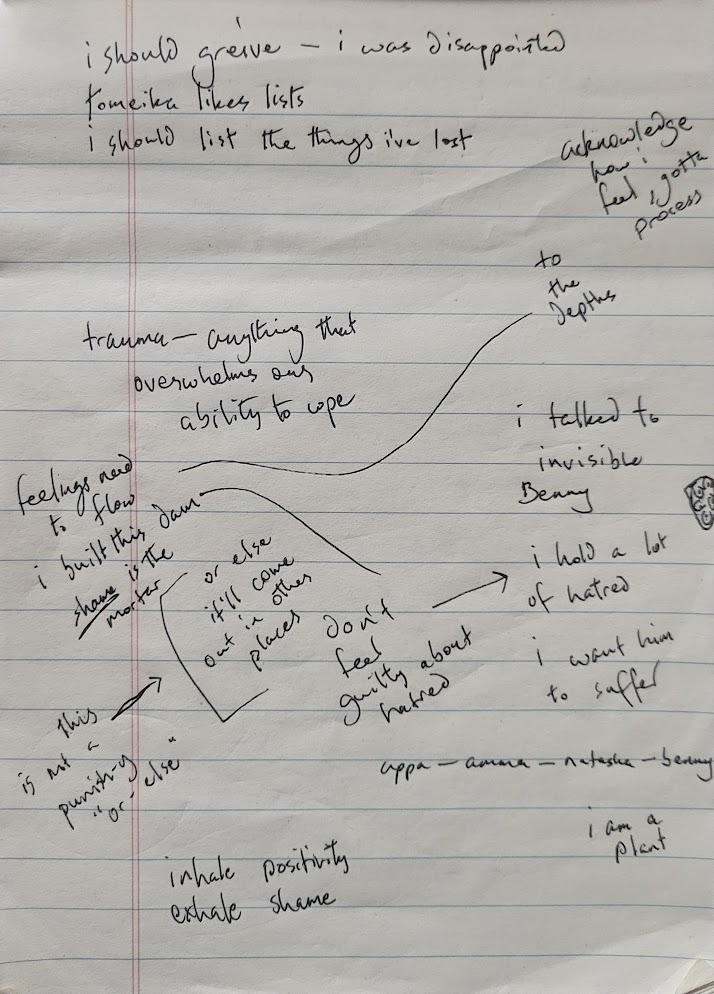 i should greive – i was disappointed
tomeika likes lists
i should list the things i've lost
acknowledge
how i
feel, gotta
process
to
the
depths
trauma – anything that
overwhelms our
ability to cope
feelings need
to flow
i built this dam
shame is the
mortar
or else
it'll come
out in other
places
don't
feel
guilty about
hatred
i talked to
invisible
Benny
i hold a lot
of hatred
i want him
to suffer
this
is not a
punish-y
"or else"
appa – amma – natasha – benny
i am a
plant
inhale positivity
exhale shame